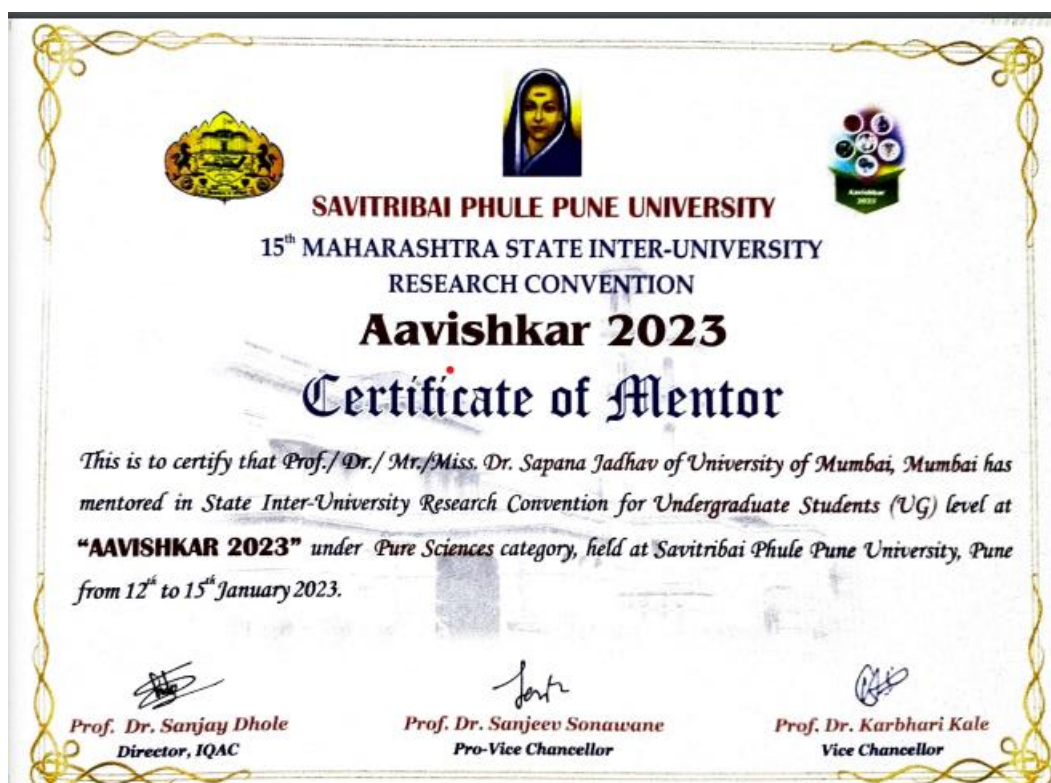 SAVITRIBAI PHULE PUNE UNIVERSITY
15th MAHARASHTRA STATE INTER-UNIVERSITY
RESEARCH CONVENTION
Aavishkar 2023
Certificate of Mentor
This is to certify that Prof./ Dr./ Mr./Miss. Dr. Sapana Jadhav of University of Mumbai, Mumbai has
mentored in State Inter-University Research Convention for Undergraduate Students (UG) level at
“AAVISHKAR 2023” under Pure Sciences category, held at Savitribai Phule Pune University, Pune
from 12th to 15th January 2023.
Prof. Dr. Sanjay Dhole
Director, IQAC
Prof. Dr. Sanjeev Sonawane
Pro-Vice Chancellor
Prof. Dr. Karbhari Kale
Vice Chancellor
Aavishkar
2023